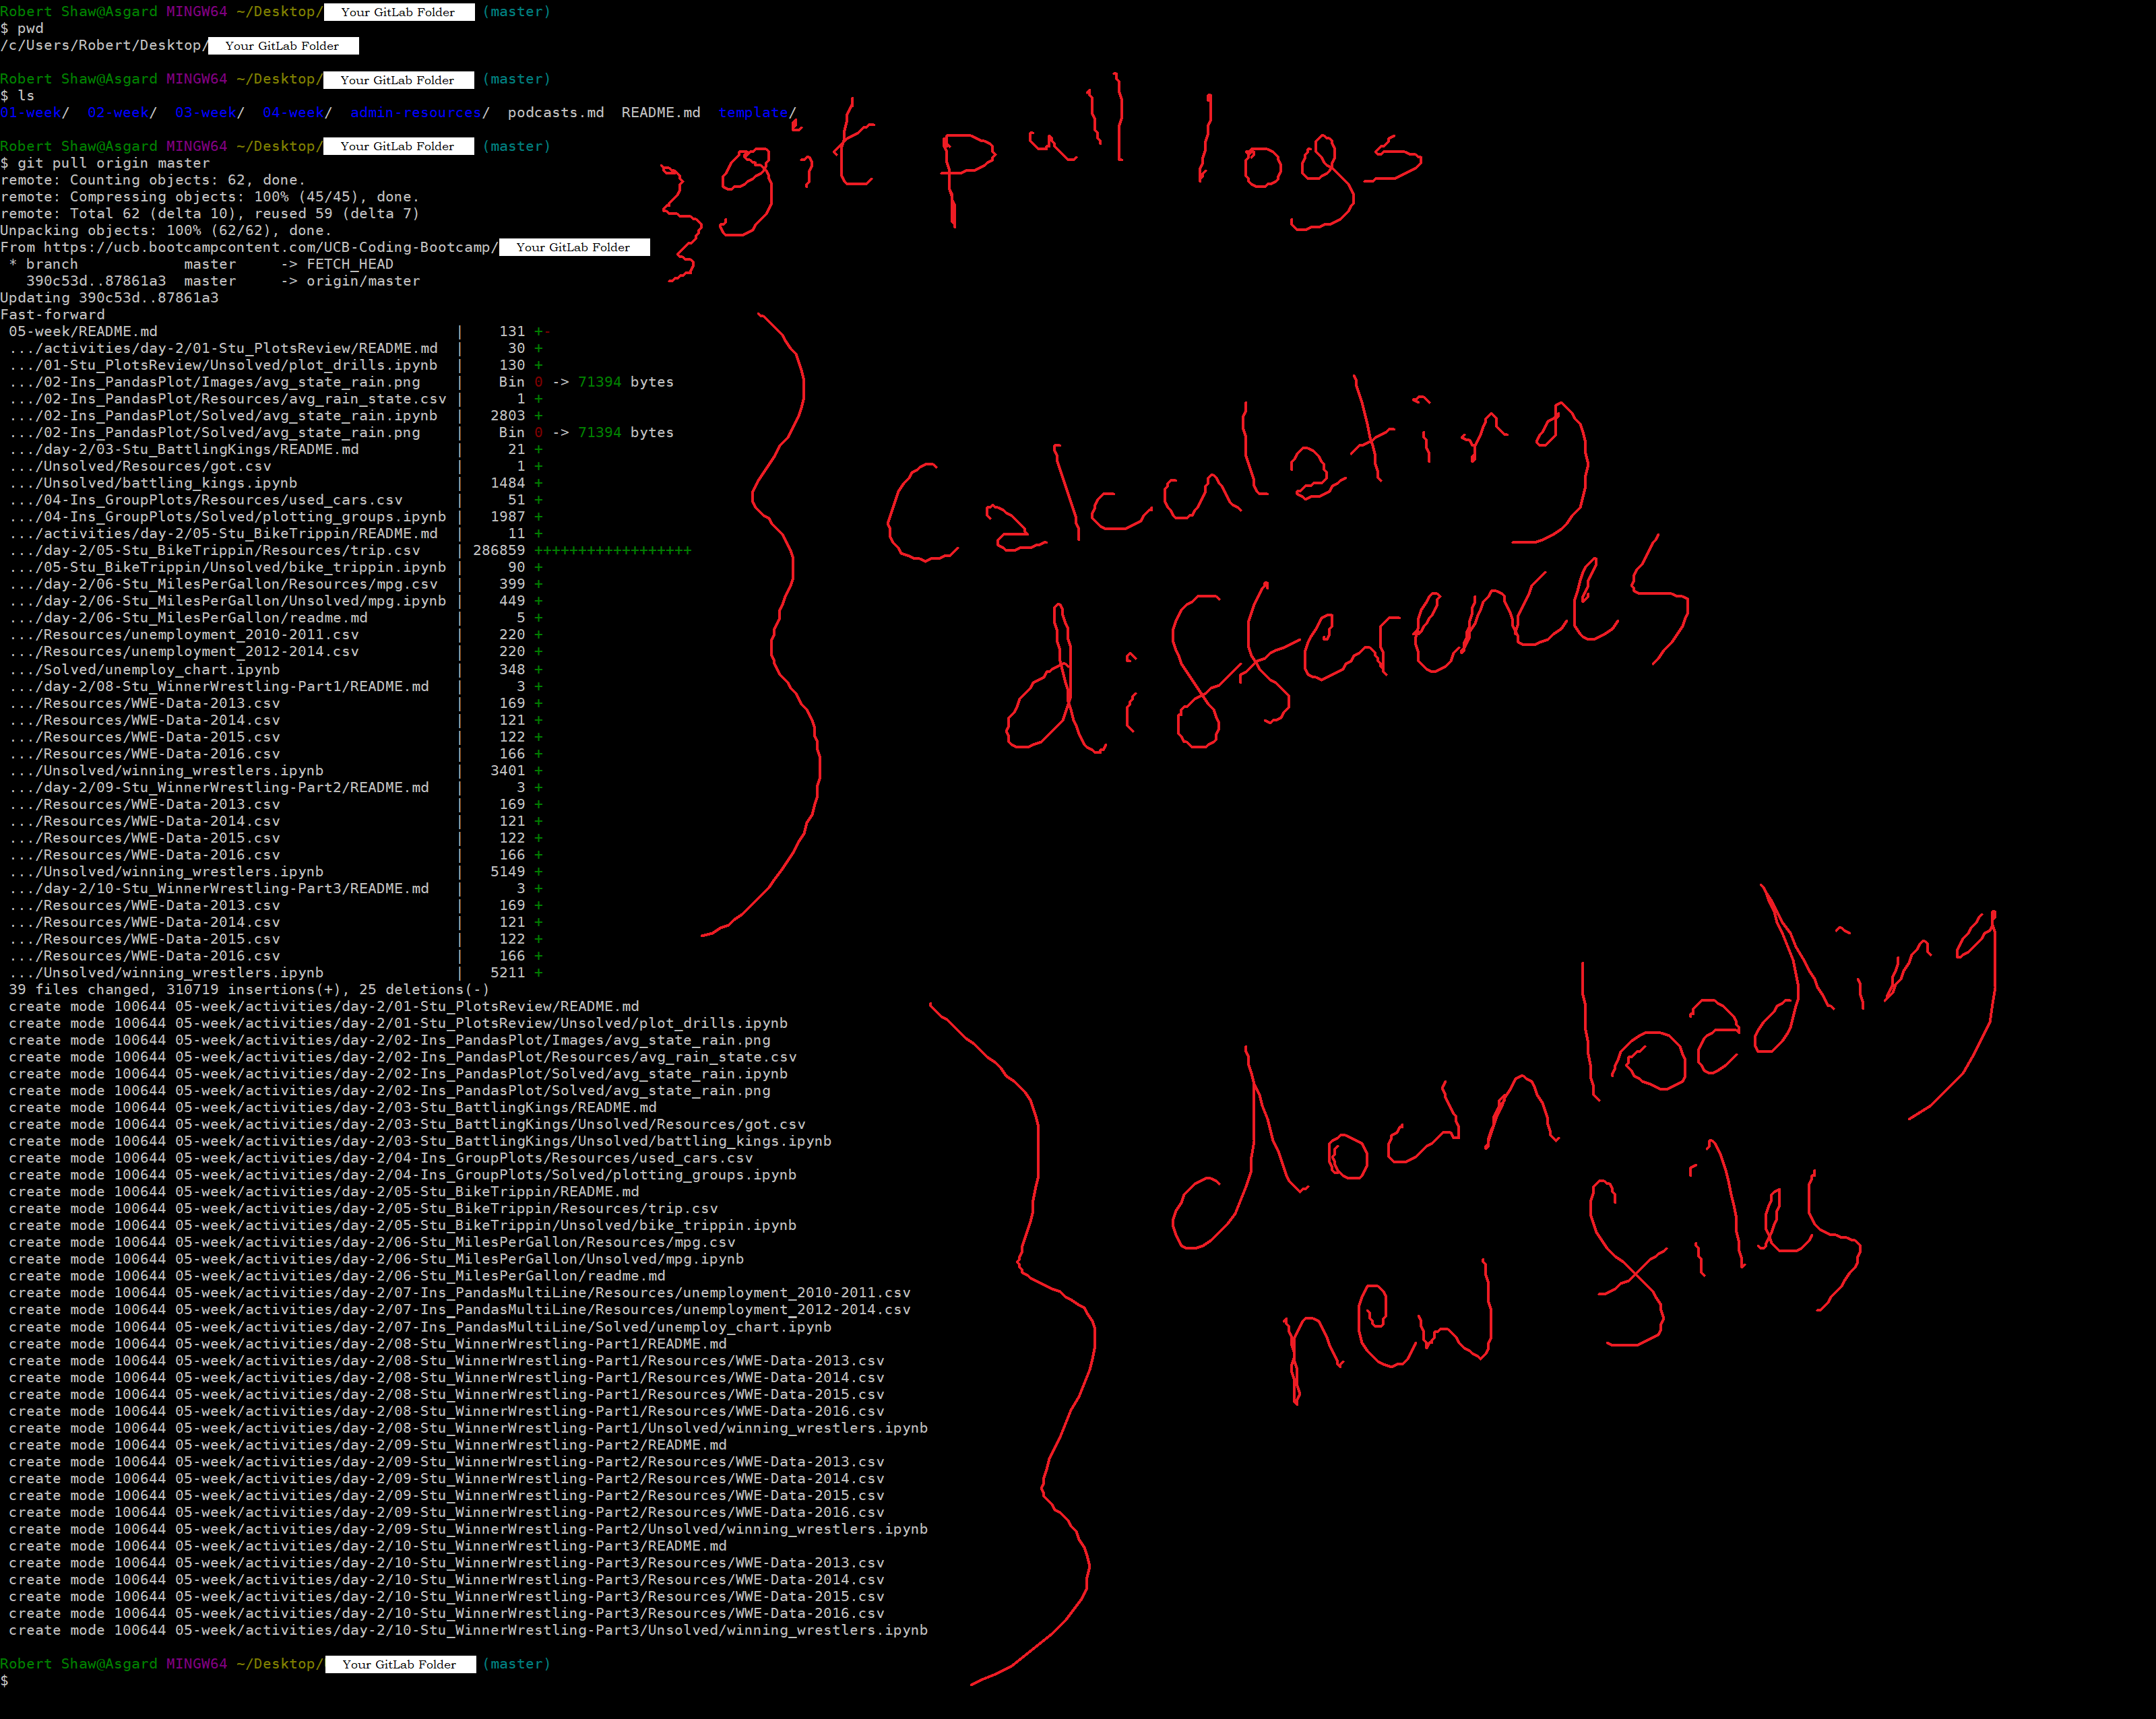 Robert Shaw@Asgard MINGW64 ~/Desktop/ Your GitLab Folder (master)
$ pwd
/c/Users/Robert/Desktop/ Your GitLab Folder
Robert Shaw@Asgard MINGW64 ~/Desktop/ Your GitLab Folder (master)
$ ls
01-week/  02-week/  03-week/  04-week/  admin-resources/  podcasts.md  README.md  template/
Robert Shaw@Asgard MINGW64 ~/Desktop/ Your GitLab Folder (master)
$ git pull origin master
remote: Counting objects: 62, done.
remote: Compressing objects: 100% (45/45), done.
remote: Total 62 (delta 10), reused 59 (delta 7)
Unpacking objects: 100% (62/62), done.
From https://ucb.bootcampcontent.com/UCB-Coding-Bootcamp/ Your GitLab Folder
 * branch            master     -> FETCH_HEAD
   390c53d..87861a3  master     -> origin/master
git pull logs
Updating 390c53d..87861a3
Fast-forward
 05-week/README.md                                  |    131 +-
 .../activities/day-2/01-Stu_PlotsReview/README.md  |     30 +
 .../01-Stu_PlotsReview/Unsolved/plot_drills.ipynb  |    130 +
 .../02-Ins_PandasPlot/Images/avg_state_rain.png    |    Bin 0 -> 71394 bytes
 .../02-Ins_PandasPlot/Resources/avg_rain_state.csv |      1 +
 .../02-Ins_PandasPlot/Solved/avg_state_rain.ipynb  |   2803 +
 .../02-Ins_PandasPlot/Solved/avg_state_rain.png    |    Bin 0 -> 71394 bytes
 .../day-2/03-Stu_BattlingKings/README.md           |     21 +
 .../Unsolved/Resources/got.csv                     |      1 +
 .../Unsolved/battling_kings.ipynb                  |   1484 +
 .../04-Ins_GroupPlots/Resources/used_cars.csv      |     51 +
 .../04-Ins_GroupPlots/Solved/plotting_groups.ipynb |   1987 +
 .../activities/day-2/05-Stu_BikeTrippin/README.md  |     11 +
 .../day-2/05-Stu_BikeTrippin/Resources/trip.csv    | 286859 ++++++++++++++++++
 .../05-Stu_BikeTrippin/Unsolved/bike_trippin.ipynb |     90 +
 .../day-2/06-Stu_MilesPerGallon/Resources/mpg.csv  |    399 +
 .../day-2/06-Stu_MilesPerGallon/Unsolved/mpg.ipynb |    449 +
 .../day-2/06-Stu_MilesPerGallon/readme.md          |      5 +
 .../Resources/unemployment_2010-2011.csv           |    220 +
 .../Resources/unemployment_2012-2014.csv           |    220 +
 .../Solved/unemploy_chart.ipynb                    |    348 +
 .../day-2/08-Stu_WinnerWrestling-Part1/README.md   |      3 +
 .../Resources/WWE-Data-2013.csv                    |    169 +
 .../Resources/WWE-Data-2014.csv                    |    121 +
 .../Resources/WWE-Data-2015.csv                    |    122 +
 .../Resources/WWE-Data-2016.csv                    |    166 +
 .../Unsolved/winning_wrestlers.ipynb               |   3401 +
 .../day-2/09-Stu_WinnerWrestling-Part2/README.md   |      3 +
 .../Resources/WWE-Data-2013.csv                    |    169 +
 .../Resources/WWE-Data-2014.csv                    |    121 +
 .../Resources/WWE-Data-2015.csv                    |    122 +
 .../Resources/WWE-Data-2016.csv                    |    166 +
 .../Unsolved/winning_wrestlers.ipynb               |   5149 +
 .../day-2/10-Stu_WinnerWrestling-Part3/README.md   |      3 +
 .../Resources/WWE-Data-2013.csv                    |    169 +
 .../Resources/WWE-Data-2014.csv                    |    121 +
 .../Resources/WWE-Data-2015.csv                    |    122 +
 .../Resources/WWE-Data-2016.csv                    |    166 +
 .../Unsolved/winning_wrestlers.ipynb               |   5211 +
 39 files changed, 310719 insertions(+), 25 deletions(-)
Calculating
differences
 create mode 100644 05-week/activities/day-2/01-Stu_PlotsReview/README.md
 create mode 100644 05-week/activities/day-2/01-Stu_PlotsReview/Unsolved/plot_drills.ipynb
 create mode 100644 05-week/activities/day-2/02-Ins_PandasPlot/Images/avg_state_rain.png
 create mode 100644 05-week/activities/day-2/02-Ins_PandasPlot/Resources/avg_rain_state.csv
 create mode 100644 05-week/activities/day-2/02-Ins_PandasPlot/Solved/avg_state_rain.ipynb
 create mode 100644 05-week/activities/day-2/02-Ins_PandasPlot/Solved/avg_state_rain.png
 create mode 100644 05-week/activities/day-2/03-Stu_BattlingKings/README.md
 create mode 100644 05-week/activities/day-2/03-Stu_BattlingKings/Unsolved/Resources/got.csv
 create mode 100644 05-week/activities/day-2/03-Stu_BattlingKings/Unsolved/battling_kings.ipynb
 create mode 100644 05-week/activities/day-2/04-Ins_GroupPlots/Resources/used_cars.csv
 create mode 100644 05-week/activities/day-2/04-Ins_GroupPlots/Solved/plotting_groups.ipynb
 create mode 100644 05-week/activities/day-2/05-Stu_BikeTrippin/README.md
 create mode 100644 05-week/activities/day-2/05-Stu_BikeTrippin/Resources/trip.csv
 create mode 100644 05-week/activities/day-2/05-Stu_BikeTrippin/Unsolved/bike_trippin.ipynb
 create mode 100644 05-week/activities/day-2/06-Stu_MilesPerGallon/Resources/mpg.csv
 create mode 100644 05-week/activities/day-2/06-Stu_MilesPerGallon/Unsolved/mpg.ipynb
 create mode 100644 05-week/activities/day-2/06-Stu_MilesPerGallon/readme.md
 create mode 100644 05-week/activities/day-2/07-Ins_PandasMultiLine/Resources/unemployment_2010-2011.csv
 create mode 100644 05-week/activities/day-2/07-Ins_PandasMultiLine/Resources/unemployment_2012-2014.csv
 create mode 100644 05-week/activities/day-2/07-Ins_PandasMultiLine/Solved/unemploy_chart.ipynb
 create mode 100644 05-week/activities/day-2/08-Stu_WinnerWrestling-Part1/README.md
 create mode 100644 05-week/activities/day-2/08-Stu_WinnerWrestling-Part1/Resources/WWE-Data-2013.csv
 create mode 100644 05-week/activities/day-2/08-Stu_WinnerWrestling-Part1/Resources/WWE-Data-2014.csv
 create mode 100644 05-week/activities/day-2/08-Stu_WinnerWrestling-Part1/Resources/WWE-Data-2015.csv
 create mode 100644 05-week/activities/day-2/08-Stu_WinnerWrestling-Part1/Resources/WWE-Data-2016.csv
 create mode 100644 05-week/activities/day-2/08-Stu_WinnerWrestling-Part1/Unsolved/winning_wrestlers.ipynb
 create mode 100644 05-week/activities/day-2/09-Stu_WinnerWrestling-Part2/README.md
 create mode 100644 05-week/activities/day-2/09-Stu_WinnerWrestling-Part2/Resources/WWE-Data-2013.csv
 create mode 100644 05-week/activities/day-2/09-Stu_WinnerWrestling-Part2/Resources/WWE-Data-2014.csv
 create mode 100644 05-week/activities/day-2/09-Stu_WinnerWrestling-Part2/Resources/WWE-Data-2015.csv
 create mode 100644 05-week/activities/day-2/09-Stu_WinnerWrestling-Part2/Resources/WWE-Data-2016.csv
 create mode 100644 05-week/activities/day-2/09-Stu_WinnerWrestling-Part2/Unsolved/winning_wrestlers.ipynb
 create mode 100644 05-week/activities/day-2/10-Stu_WinnerWrestling-Part3/README.md
 create mode 100644 05-week/activities/day-2/10-Stu_WinnerWrestling-Part3/Resources/WWE-Data-2013.csv
 create mode 100644 05-week/activities/day-2/10-Stu_WinnerWrestling-Part3/Resources/WWE-Data-2014.csv
 create mode 100644 05-week/activities/day-2/10-Stu_WinnerWrestling-Part3/Resources/WWE-Data-2015.csv
 create mode 100644 05-week/activities/day-2/10-Stu_WinnerWrestling-Part3/Resources/WWE-Data-2016.csv
 create mode 100644 05-week/activities/day-2/10-Stu_WinnerWrestling-Part3/Unsolved/winning_wrestlers.ipynb
downloading
new files
Robert Shaw@Asgard MINGW64 ~/Desktop/ Your GitLab Folder (master)
$